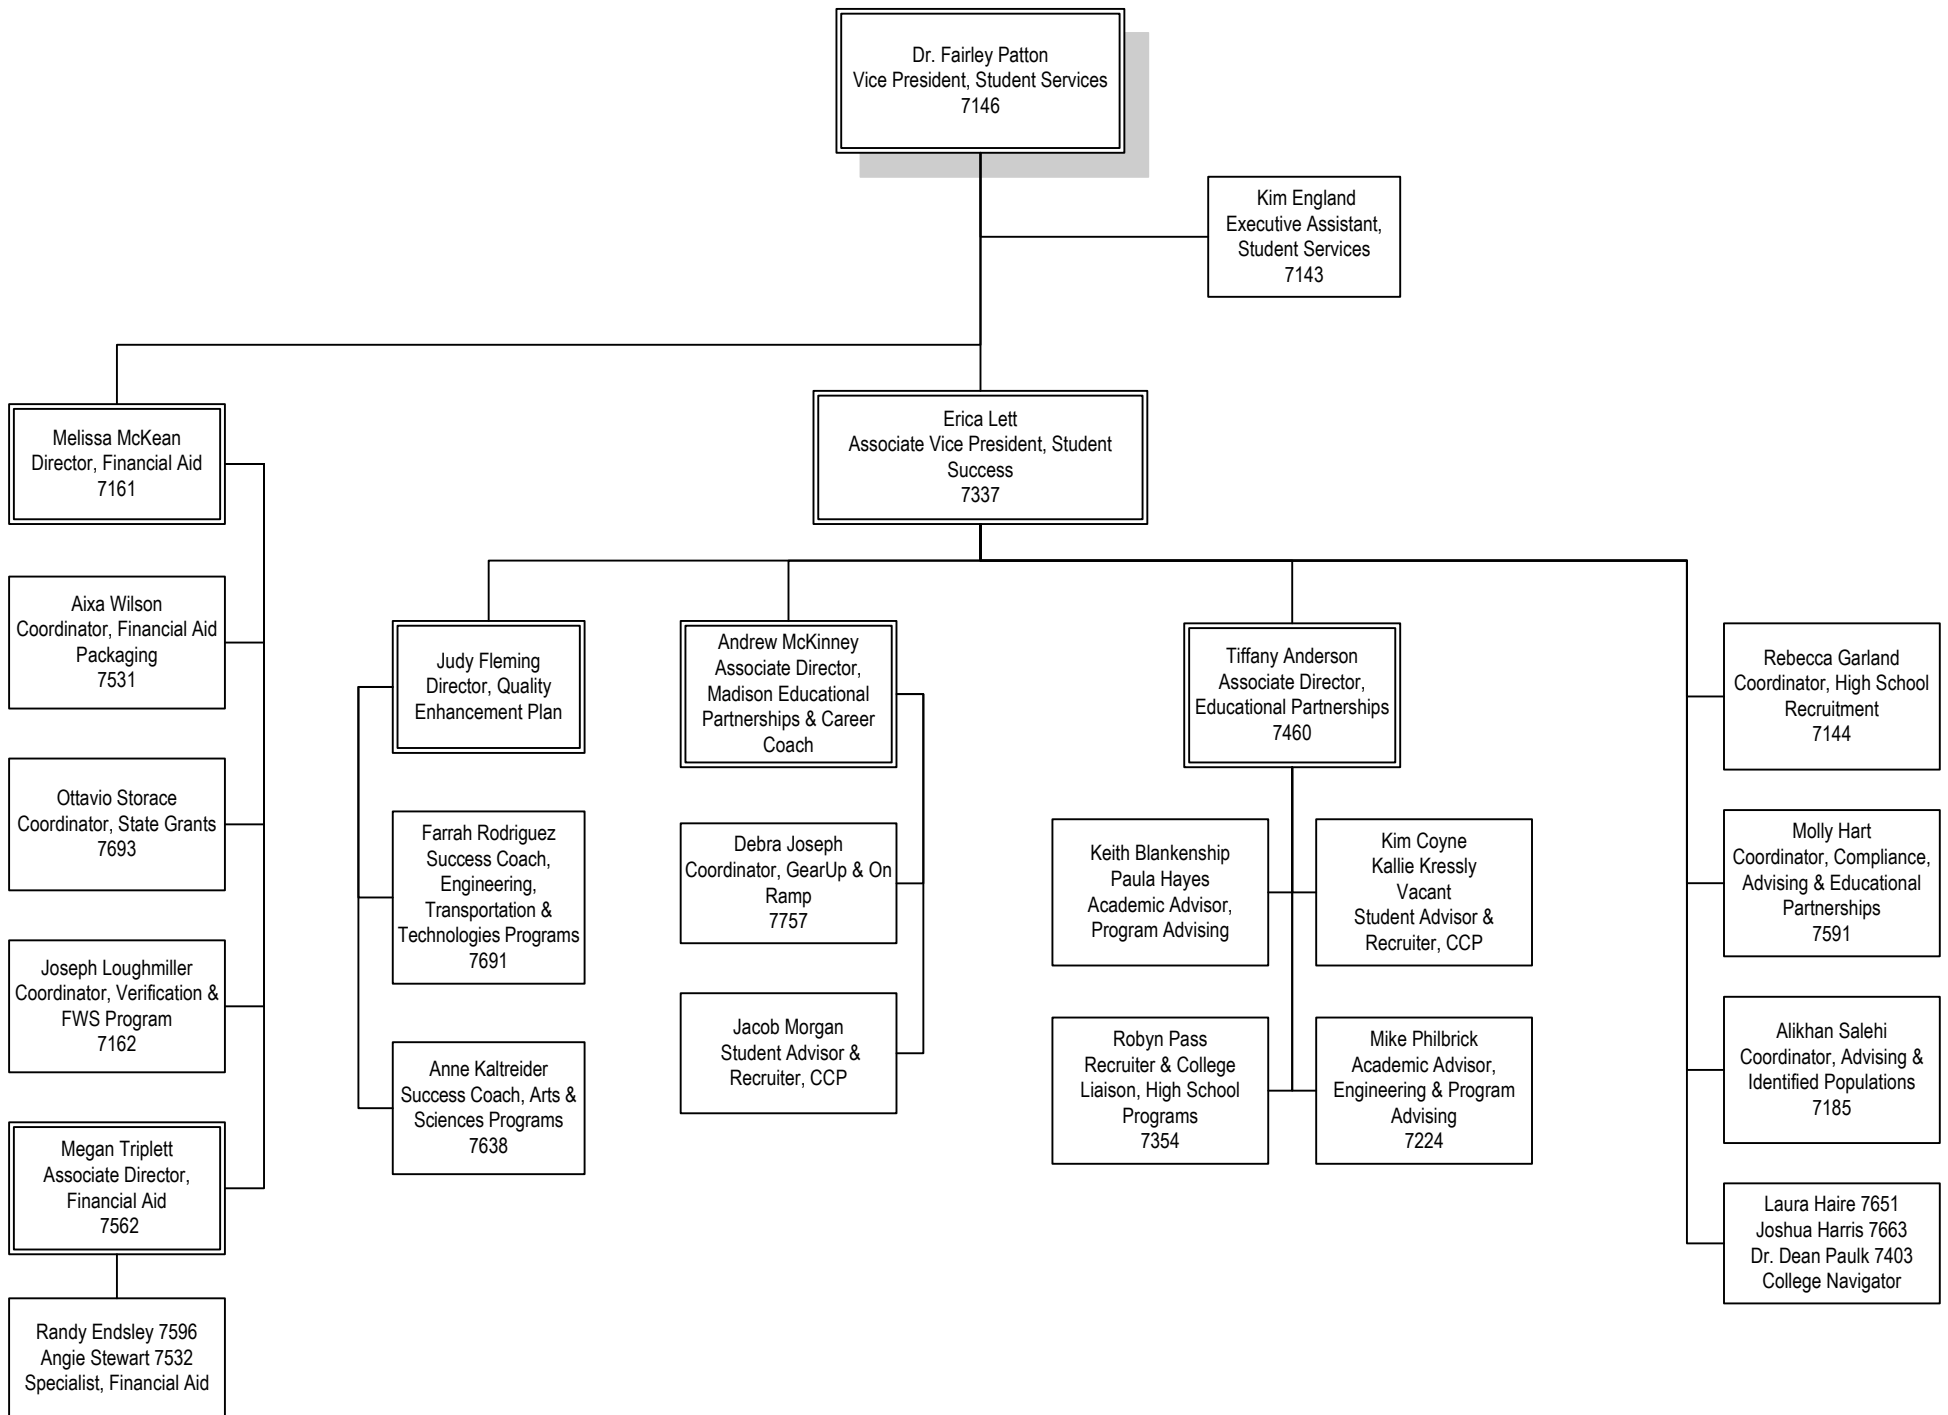 Dr. Fairley Patton
Vice President, Student Services
7146
Kim England
Executive Assistant,
Student Services
7143
Melissa McKean
Director, Financial Aid
7161
Erica Lett
Associate Vice President, Student
Success
7337
Aixa Wilson
Coordinator, Financial Aid
Packaging
7531
Ottavio Storace
Coordinator, State Grants
7693
Joseph Loughmiller
Coordinator, Verification &
FWS Program
7162
Megan Triplett
Associate Director,
Financial Aid
7562
Randy Endsley 7596
Angie Stewart 7532
Specialist, Financial Aid
Judy Fleming
Director, Quality
Enhancement Plan
Farrah Rodriguez
Success Coach,
Engineering,
Transportation &
Technologies Programs
7691
Anne Kaltreider
Success Coach, Arts &
Sciences Programs
7638
Andrew McKinney
Associate Director,
Madison Educational
Partnerships & Career
Coach
Debra Joseph
Coordinator, GearUp & On
Ramp
7757
Jacob Morgan
Student Advisor &
Recruiter, CCP
Tiffany Anderson
Associate Director,
Educational Partnerships
7460
Keith Blankenship
Paula Hayes
Academic Advisor,
Program Advising
Kim Coyne
Kallie Kressly
Vacant
Student Advisor &
Recruiter, CCP
Robyn Pass
Recruiter & College
Liaison, High School
Programs
7354
Mike Philbrick
Academic Advisor,
Engineering & Program
Advising
7224
Rebecca Garland
Coordinator, High School
Recruitment
7144
Molly Hart
Coordinator, Compliance,
Advising & Educational
Partnerships
7591
Alikhan Salehi
Coordinator, Advising &
Identified Populations
7185
Laura Haire 7651
Joshua Harris 7663
Dr. Dean Paulk 7403
College Navigator